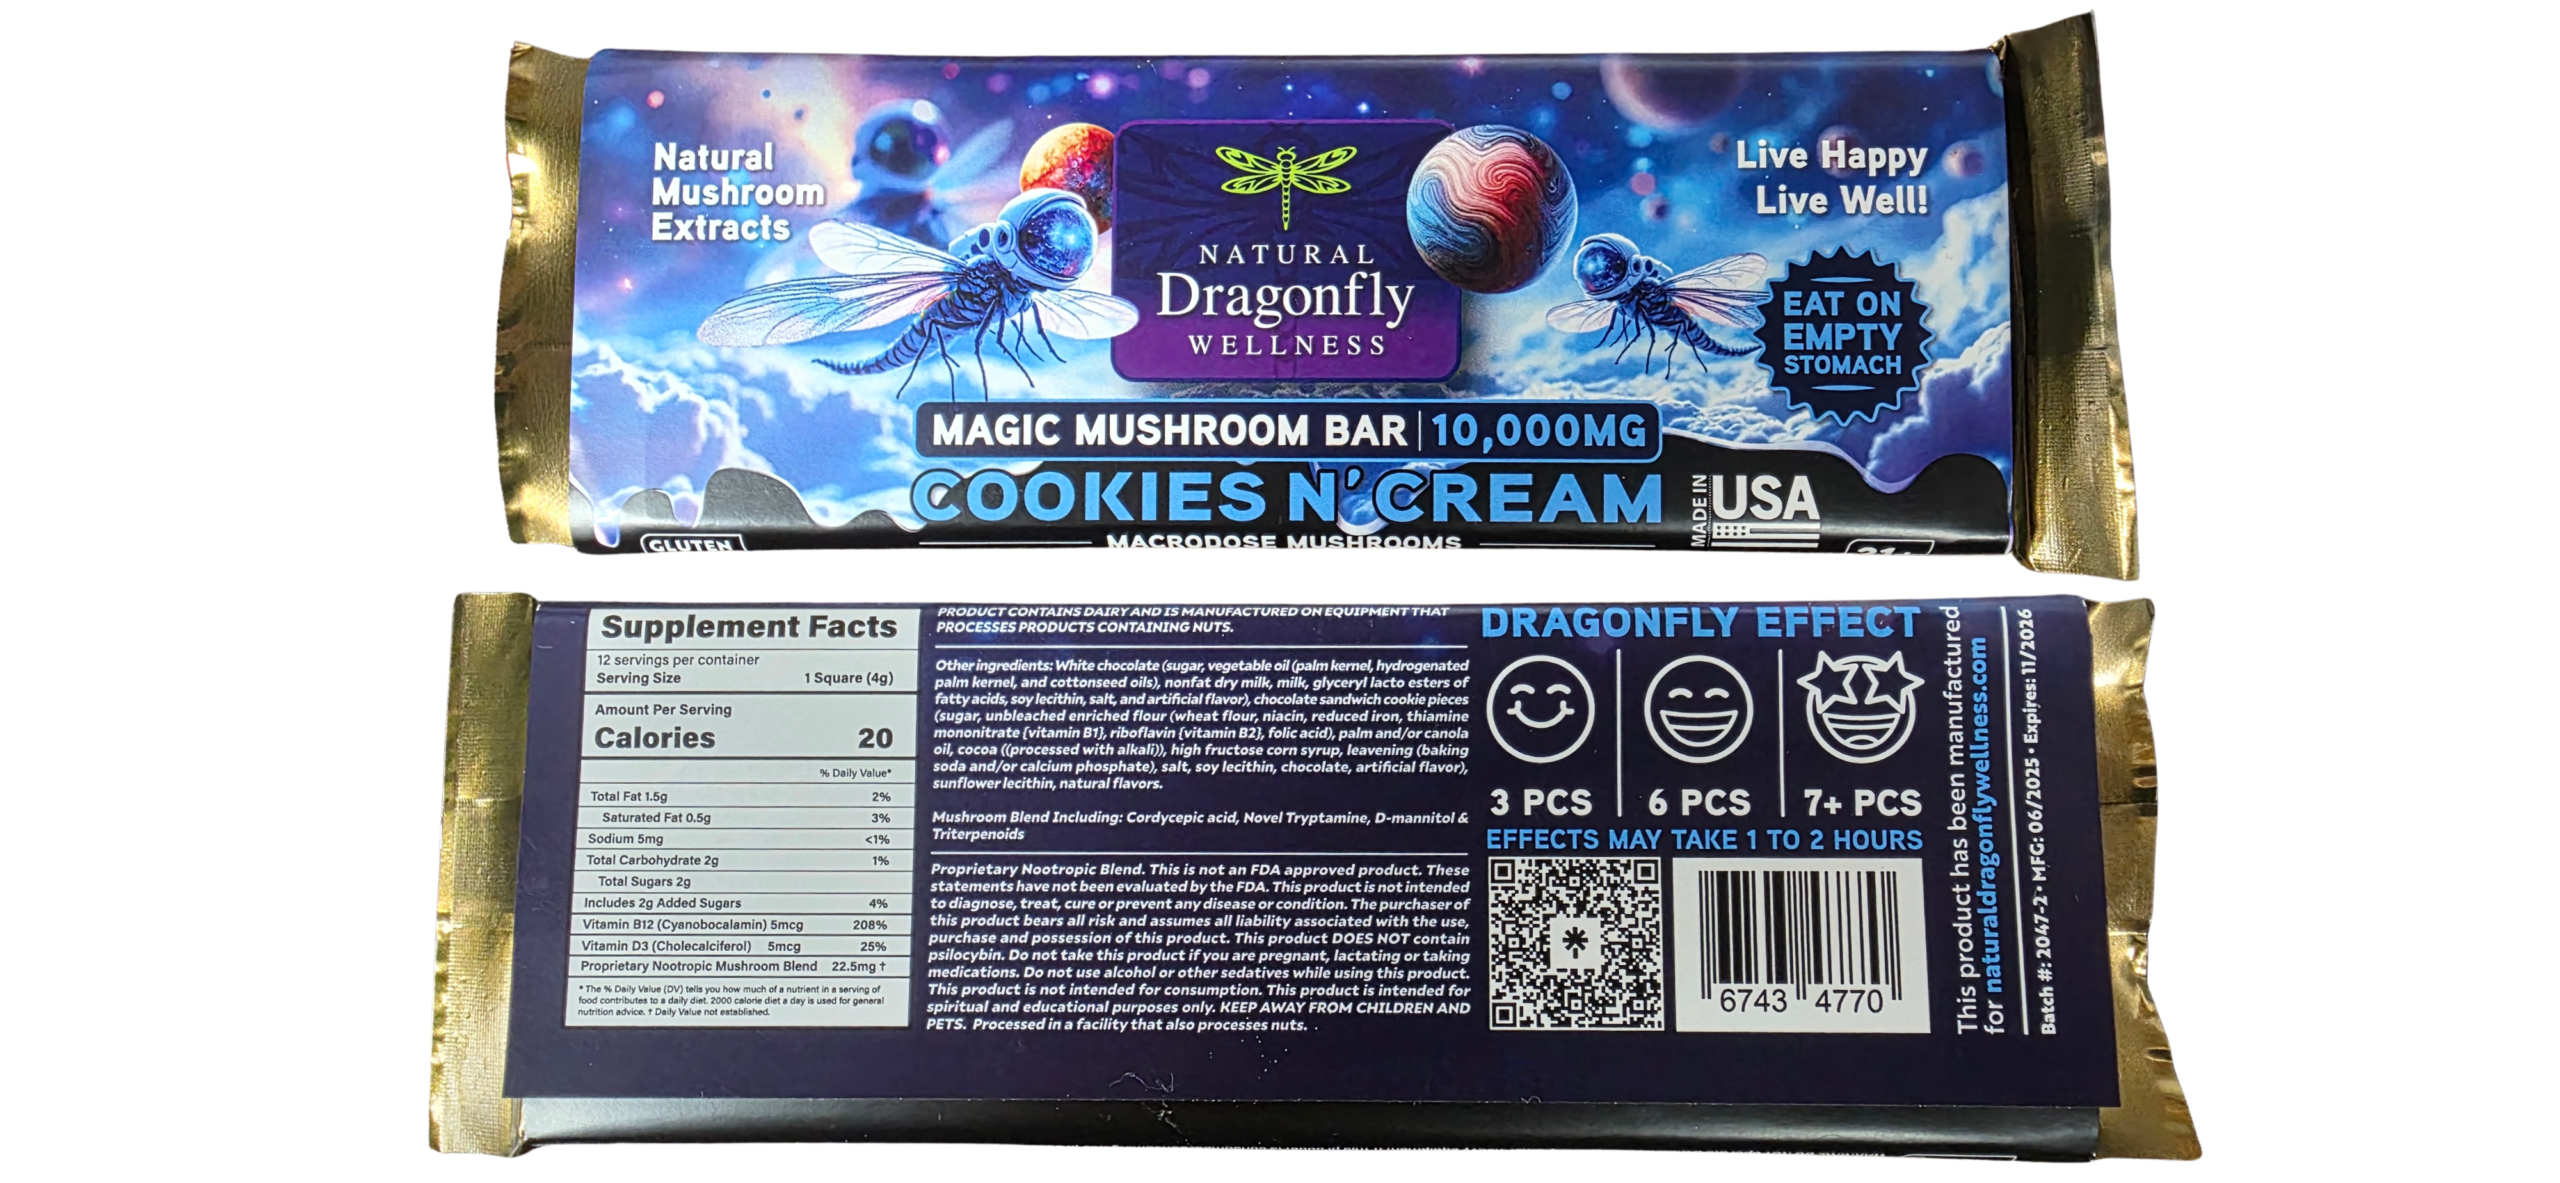 Natural
Mushroom
Extracts
NATURAL
Dragonfly
WELLNESS
Live Happy
Live Well!
EAT ON
EMPTY
STOMACH
MAGIC MUSHROOM BAR | 10,000MG
COOKIES N' CREAM
MADE IN USA
MACRODOSE MUSHROOMS
GLUTEN
21+
Supplement Facts
12 servings per container
Serving Size 1 Square (4g)
Amount Per Serving
Calories 20
% Daily Value*
Total Fat 1.5g 2%
Saturated Fat 0.5g 3%
Sodium 5mg <1%
Total Carbohydrate 2g 1%
Total Sugars 2g
Includes 2g Added Sugars 4%
Vitamin B12 (Cyanobocalamin) 5mcg 208%
Vitamin D3 (Cholecalciferol) 5mcg 25%
Proprietary Nootropic Mushroom Blend 22.5mg †
* The % Daily Value (DV) tells you how much of a nutrient in a serving of
food contributes to a daily diet. 2000 calorie diet a day is used for general
nutrition advice. † Daily Value not established.
PRODUCT CONTAINS DAIRY AND IS MANUFACTURED ON EQUIPMENT THAT
PROCESSES PRODUCTS CONTAINING NUTS.
Other ingredients: White chocolate (sugar, vegetable oil (palm kernel, hydrogenated
palm kernel, and cottonseed oils), nonfat dry milk, milk, glyceryl lacto esters of
fatty acids, soy lecithin, salt, and artificial flavor), chocolate sandwich cookie pieces
(sugar, unbleached enriched flour (wheat flour, niacin, reduced iron, thiamine
mononitrate {vitamin B1}, riboflavin {vitamin B2}, folic acid), palm and/or canola
oil, cocoa ((processed with alkali)), high fructose corn syrup, leavening (baking
soda and/or calcium phosphate), salt, soy lecithin, chocolate, artificial flavor),
sunflower lecithin, natural flavors.
Mushroom Blend Including: Cordycepic acid, Novel Tryptamine, D-mannitol &
Triterpenoids
Proprietary Nootropic Blend. This is not an FDA approved product. These
statements have not been evaluated by the FDA. This product is not intended
to diagnose, treat, cure or prevent any disease or condition. The purchaser of
this product bears all risk and assumes all liability associated with the use,
purchase and possession of this product. This product DOES NOT contain
psilocybin. Do not take this product if you are pregnant, lactating or taking
medications. Do not use alcohol or other sedatives while using this product.
This product is not intended for consumption. This product is intended for
spiritual and educational purposes only. KEEP AWAY FROM CHILDREN AND
PETS. Processed in a facility that also processes nuts. .
DRAGONFLY EFFECT
3 PCS | 6 PCS | 7+ PCS
EFFECTS MAY TAKE 1 TO 2 HOURS
6743 4770
This product has been manufactured
for naturaldragonflywellness.com
Batch #: 2047-2 • MFG: 06/2025 • Expires: 11/2026